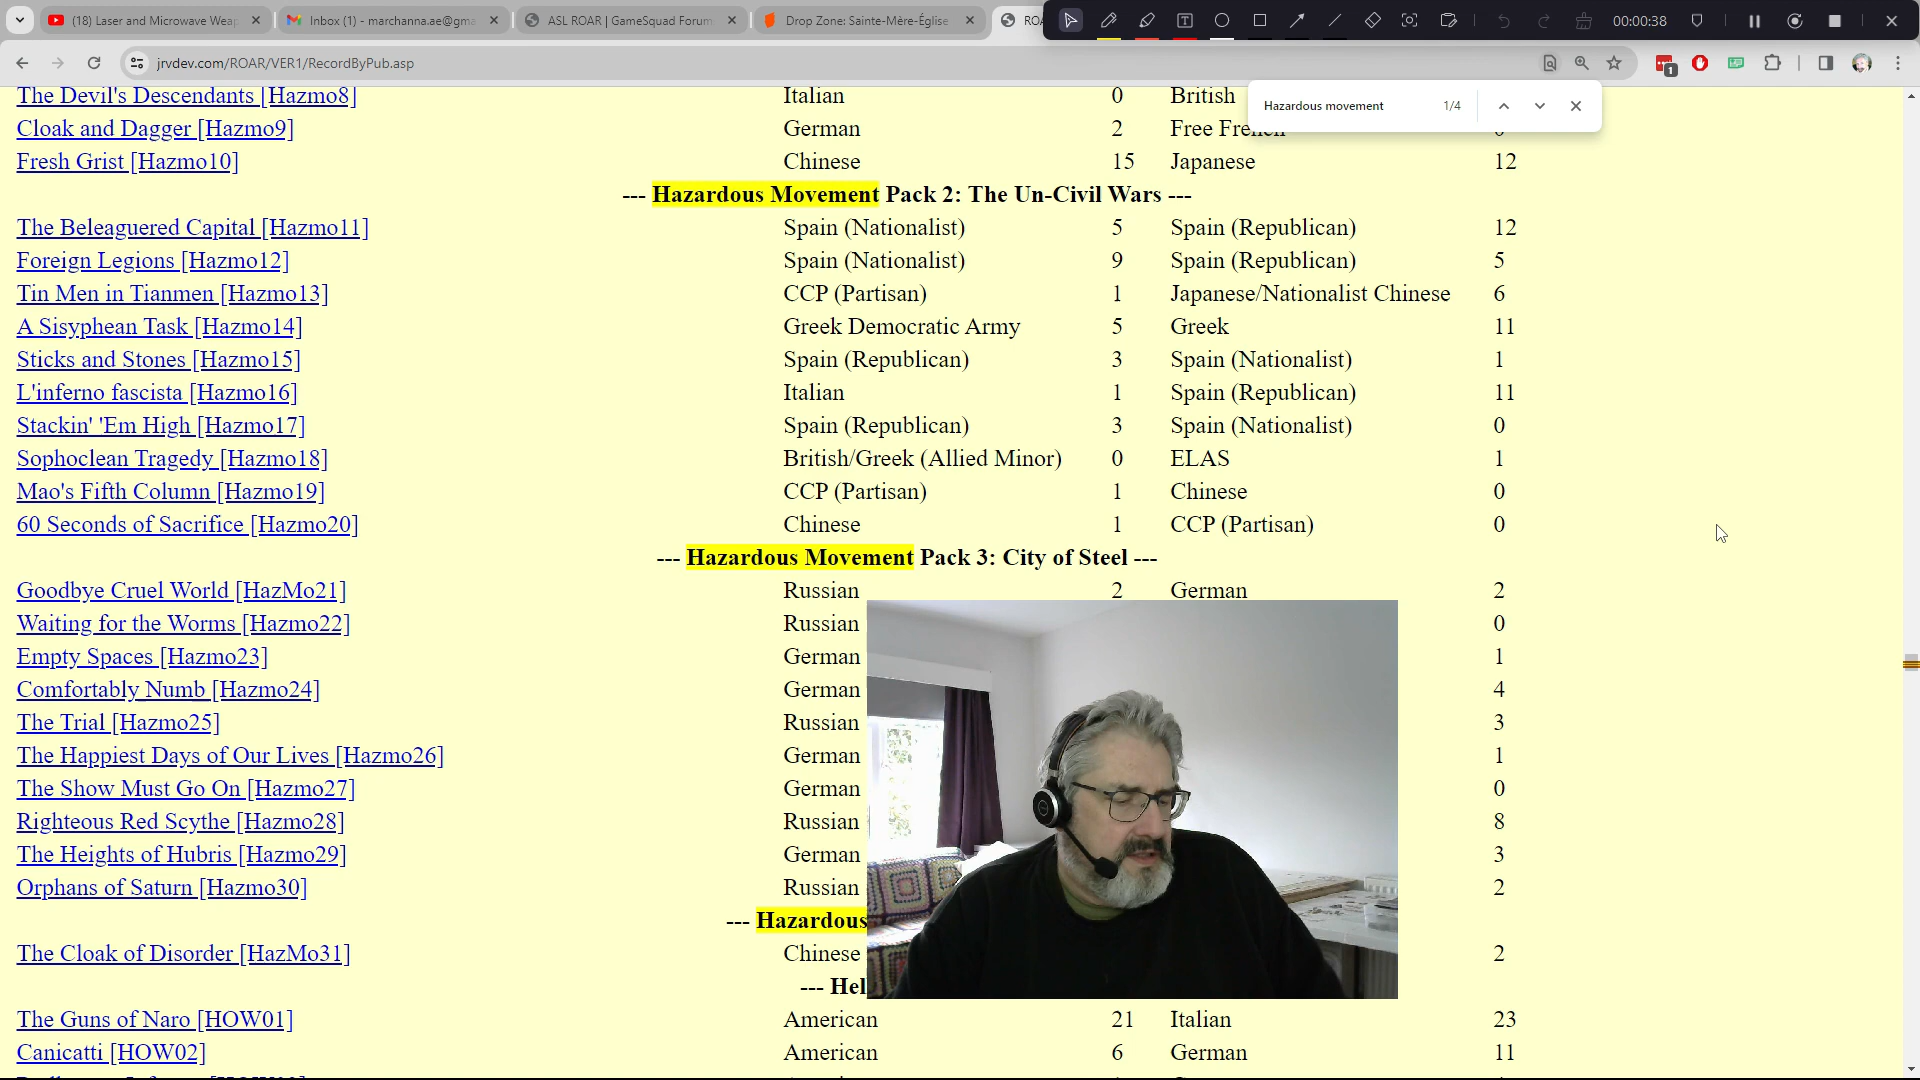 (18) Laser and Microwave Weap
Inbox (1) - marchanna.ae@gma
ASL ROAR | GameSquad Forum
Drop Zone: Sainte-Mère-Église
RO
00:00:38
jrvdev.com/ROAR/VER1/RecordByPub.asp
1
Hazardous movement 1/4
The Devil's Descendants [Hazmo8] Italian 0 British
Cloak and Dagger [Hazmo9] German 2 Free French
Fresh Grist [Hazmo10] Chinese 15 Japanese 12
--- Hazardous Movement Pack 2: The Un-Civil Wars ---
The Beleaguered Capital [Hazmo11] Spain (Nationalist) 5 Spain (Republican) 12
Foreign Legions [Hazmo12] Spain (Nationalist) 9 Spain (Republican) 5
Tin Men in Tianmen [Hazmo13] CCP (Partisan) 1 Japanese/Nationalist Chinese 6
A Sisyphean Task [Hazmo14] Greek Democratic Army 5 Greek 11
Sticks and Stones [Hazmo15] Spain (Republican) 3 Spain (Nationalist) 1
L'inferno fascista [Hazmo16] Italian 1 Spain (Republican) 11
Stackin' 'Em High [Hazmo17] Spain (Republican) 3 Spain (Nationalist) 0
Sophoclean Tragedy [Hazmo18] British/Greek (Allied Minor) 0 ELAS 1
Mao's Fifth Column [Hazmo19] CCP (Partisan) 1 Chinese 0
60 Seconds of Sacrifice [Hazmo20] Chinese 1 CCP (Partisan) 0
--- Hazardous Movement Pack 3: City of Steel ---
Goodbye Cruel World [HazMo21] Russian 2 German 2
Waiting for the Worms [Hazmo22] Russian 0
Empty Spaces [Hazmo23] German 1
Comfortably Numb [Hazmo24] German 4
The Trial [Hazmo25] Russian 3
The Happiest Days of Our Lives [Hazmo26] German 1
The Show Must Go On [Hazmo27] German 0
Righteous Red Scythe [Hazmo28] Russian 8
The Heights of Hubris [Hazmo29] German 3
Orphans of Saturn [Hazmo30] Russian 2
--- Hazardous
The Cloak of Disorder [HazMo31] Chinese 2
--- Hel
The Guns of Naro [HOW01] American 21 Italian 23
Canicatti [HOW02] American 6 German 11